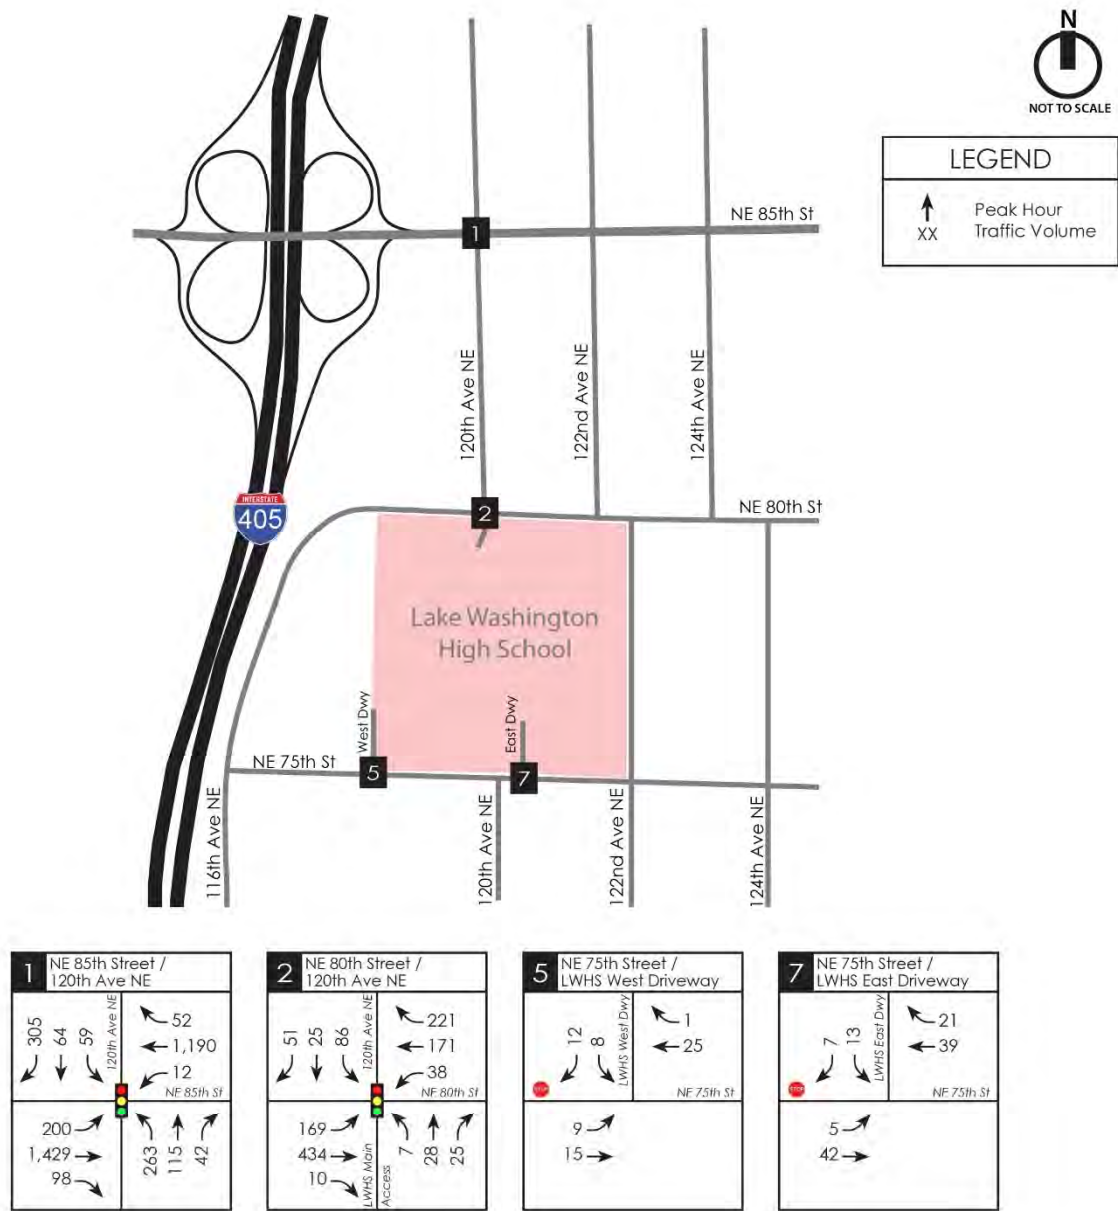 N
NOT TO SCALE
LEGEND
XX
Peak Hour
Traffic Volume
NE 85th St
1
120th Ave NE
122nd Ave NE
124th Ave NE
INTERSTATE
405
2
NE 80th St
Lake Washington
High School
West Dwy
East Dwy
NE 75th St
5
7
116th Ave NE
120th Ave NE
122nd Ave NE
124th Ave NE
1
NE 85th Street /
120th Ave NE
305
64
59
120th Ave NE
52
1,190
12
NE 85th St
200
1,429
98
263
115
42
2
NE 80th Street /
120th Ave NE
51
25
86
120th Ave NE
221
171
38
NE 80th St
169
434
10
LWHS Main
Access
7
28
25
5
NE 75th Street /
LWHS West Driveway
12
8
LWHS West Dwy
1
25
STOP
NE 75th St
9
15
7
NE 75th Street /
LWHS East Driveway
7
13
LWHS East Dwy
21
39
STOP
NE 75th St
5
42